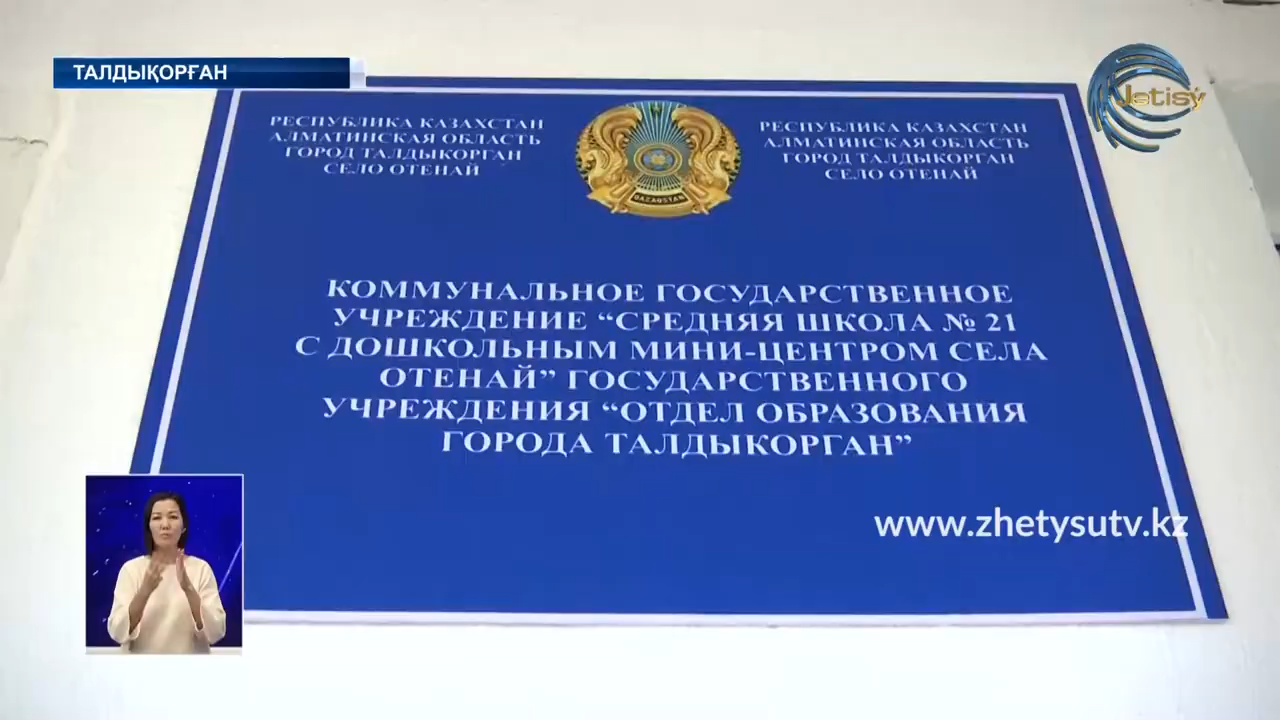 ТАЛДЫҚОРҒАН
Jetisý
РЕСПУБЛИКА КАЗАХСТАН
АЛМАТИНСКАЯ ОБЛАСТЬ
ГОРОД ТАЛДЫКОРГАН
СЕЛО ОТЕНАЙ
QAZAQSTAN
РЕСПУБЛИКА КАЗАХСТАН
АЛМАТИНСКАЯ ОБЛАСТЬ
ГОРОД ТАЛДЫКОРГАН
СЕЛО ОТЕНАЙ
КОММУНАЛЬНОЕ ГОСУДАРСТВЕННОЕ
УЧРЕЖДЕНИЕ “СРЕДНЯЯ ШКОЛА № 21
С ДОШКОЛЬНЫМ МИНИ-ЦЕНТРОМ СЕЛА
ОТЕНАЙ” ГОСУДАРСТВЕННОГО
УЧРЕЖДЕНИЯ “ОТДЕЛ ОБРАЗОВАНИЯ
ГОРОДА ТАЛДЫКОРГАН”
www.zhetysutv.kz